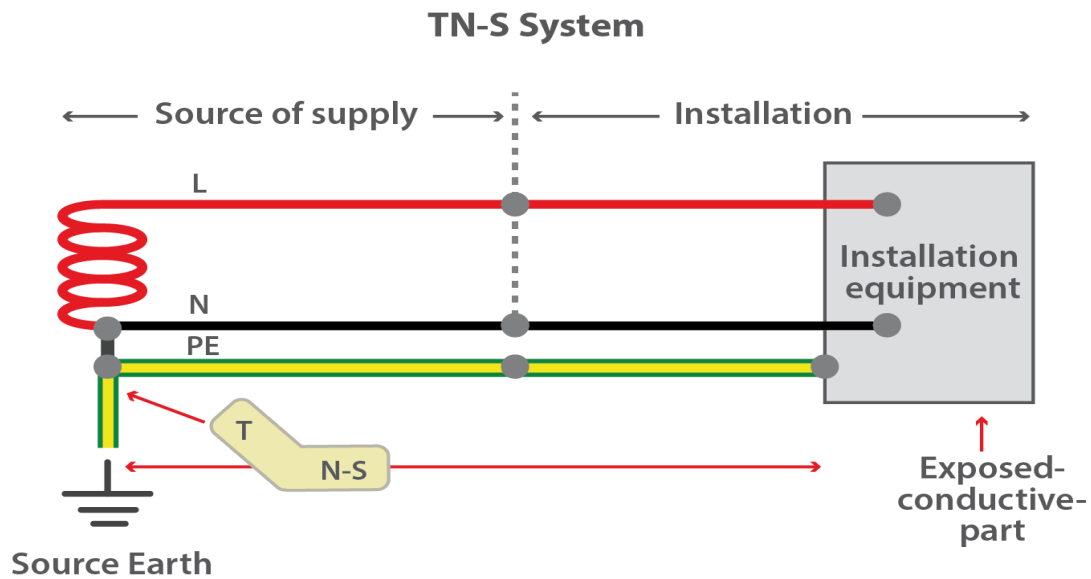 TN-S System
Source of supply
Installation
L
N
PE
Installation
equipment
T
N-S
Exposed-
conductive-
part
Source Earth